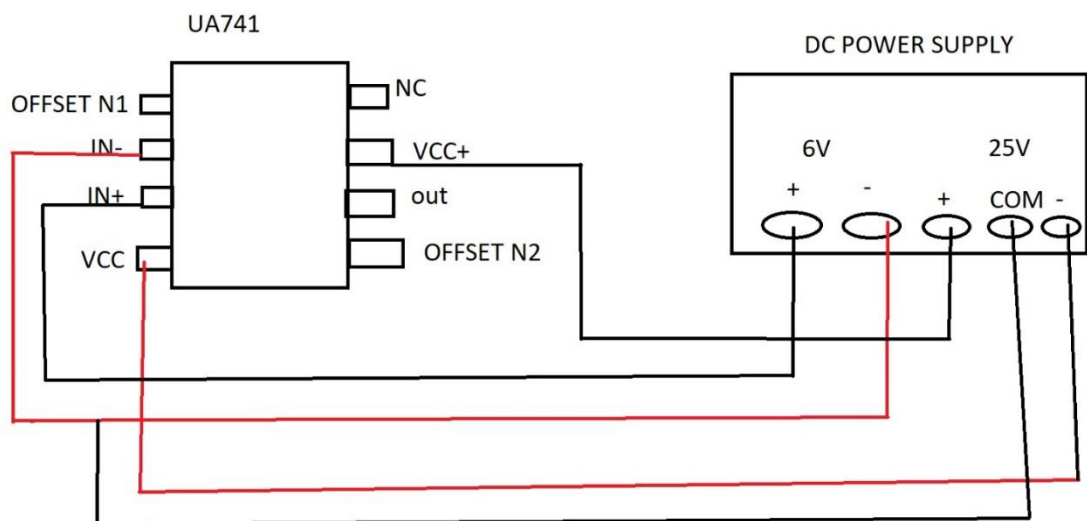 UA741
OFFSET N1
IN-
IN+
VCC
NC
VCC+
out
OFFSET N2
DC POWER SUPPLY
6V
25V
+
-
+
COM
-